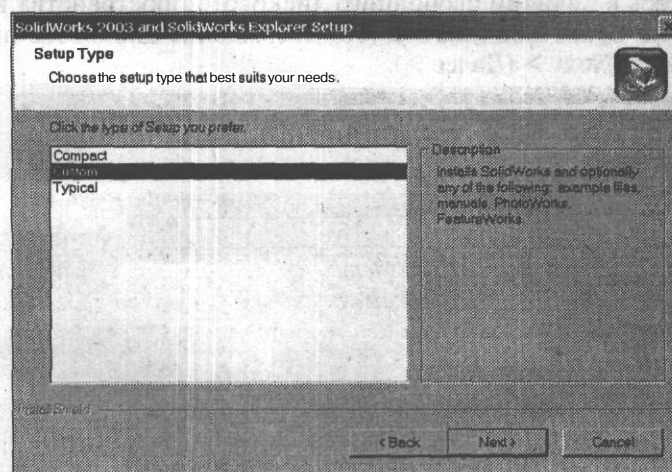 SolidWorks 2003 and SolidWorks Explorer Setup
Setup Type
Choose the setup type that best suits your needs.
Click the type of Setup you prefer.
Compact
Custom
Typical
Description
Installs SolidWorks and optionally
any of the following: example files,
manuals, PhotoWorks,
FeatureWorks.
InstallShield
< Back
Next >
Cancel